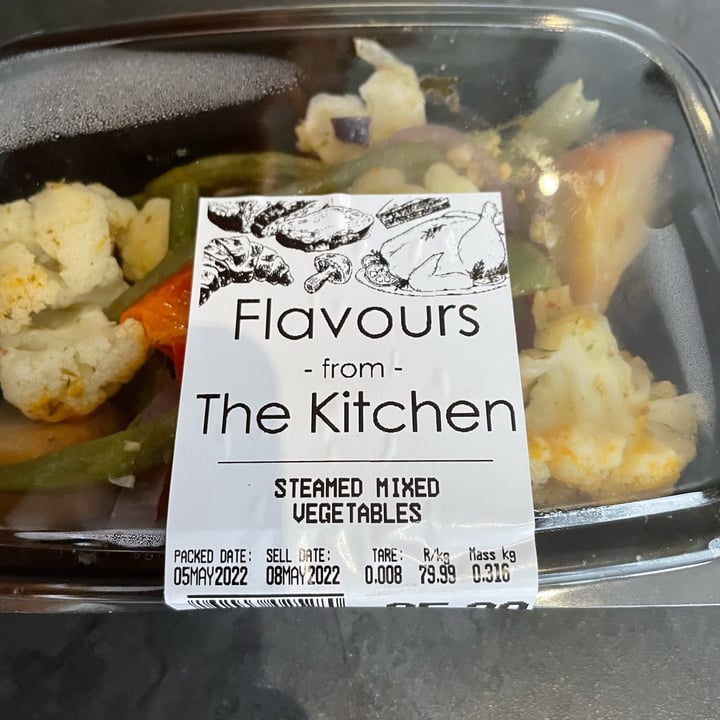 Flavours
- from -
The Kitchen
STEAMED MIXED
VEGETABLES
PACKED DATE: SELL DATE: TARE: R/kg Mass kg
05MAY2022 08MAY2022 0.008 79.99 0.316